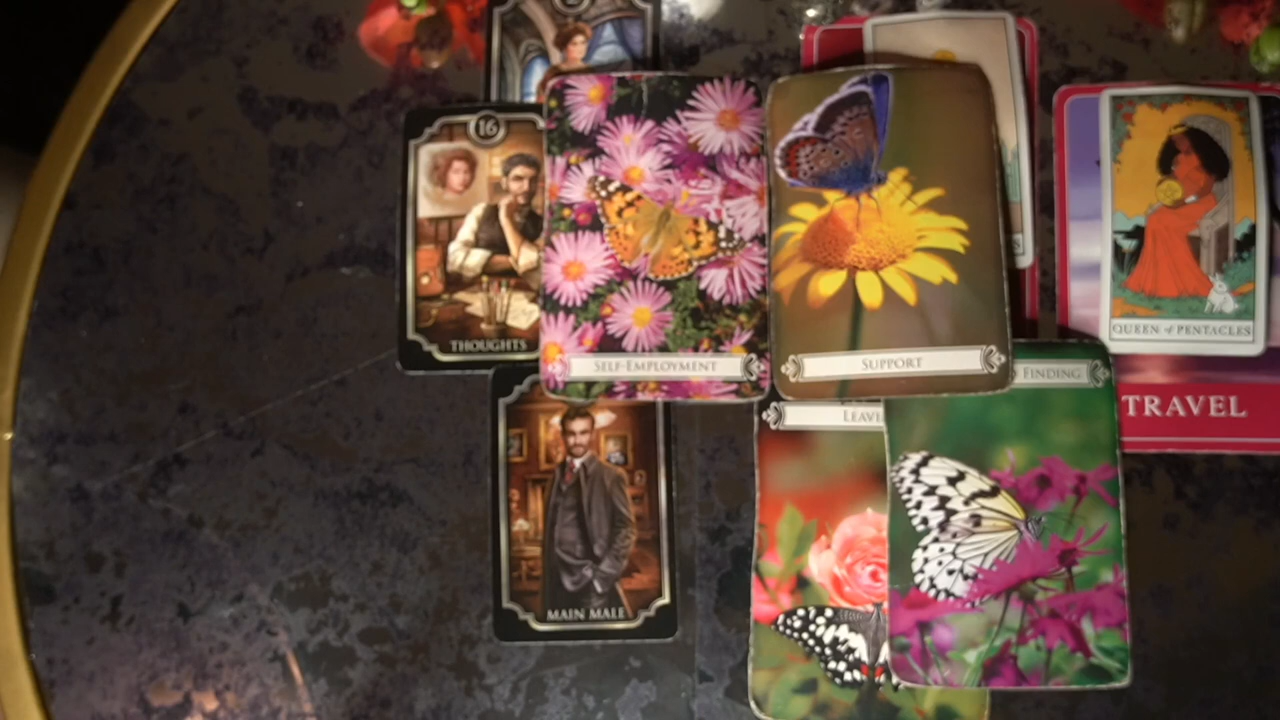 16
THOUGHTS
SELF-EMPLOYMENT
SUPPORT
QUEEN of PENTACLES
FINDING
TRAVEL
MAIN MALE